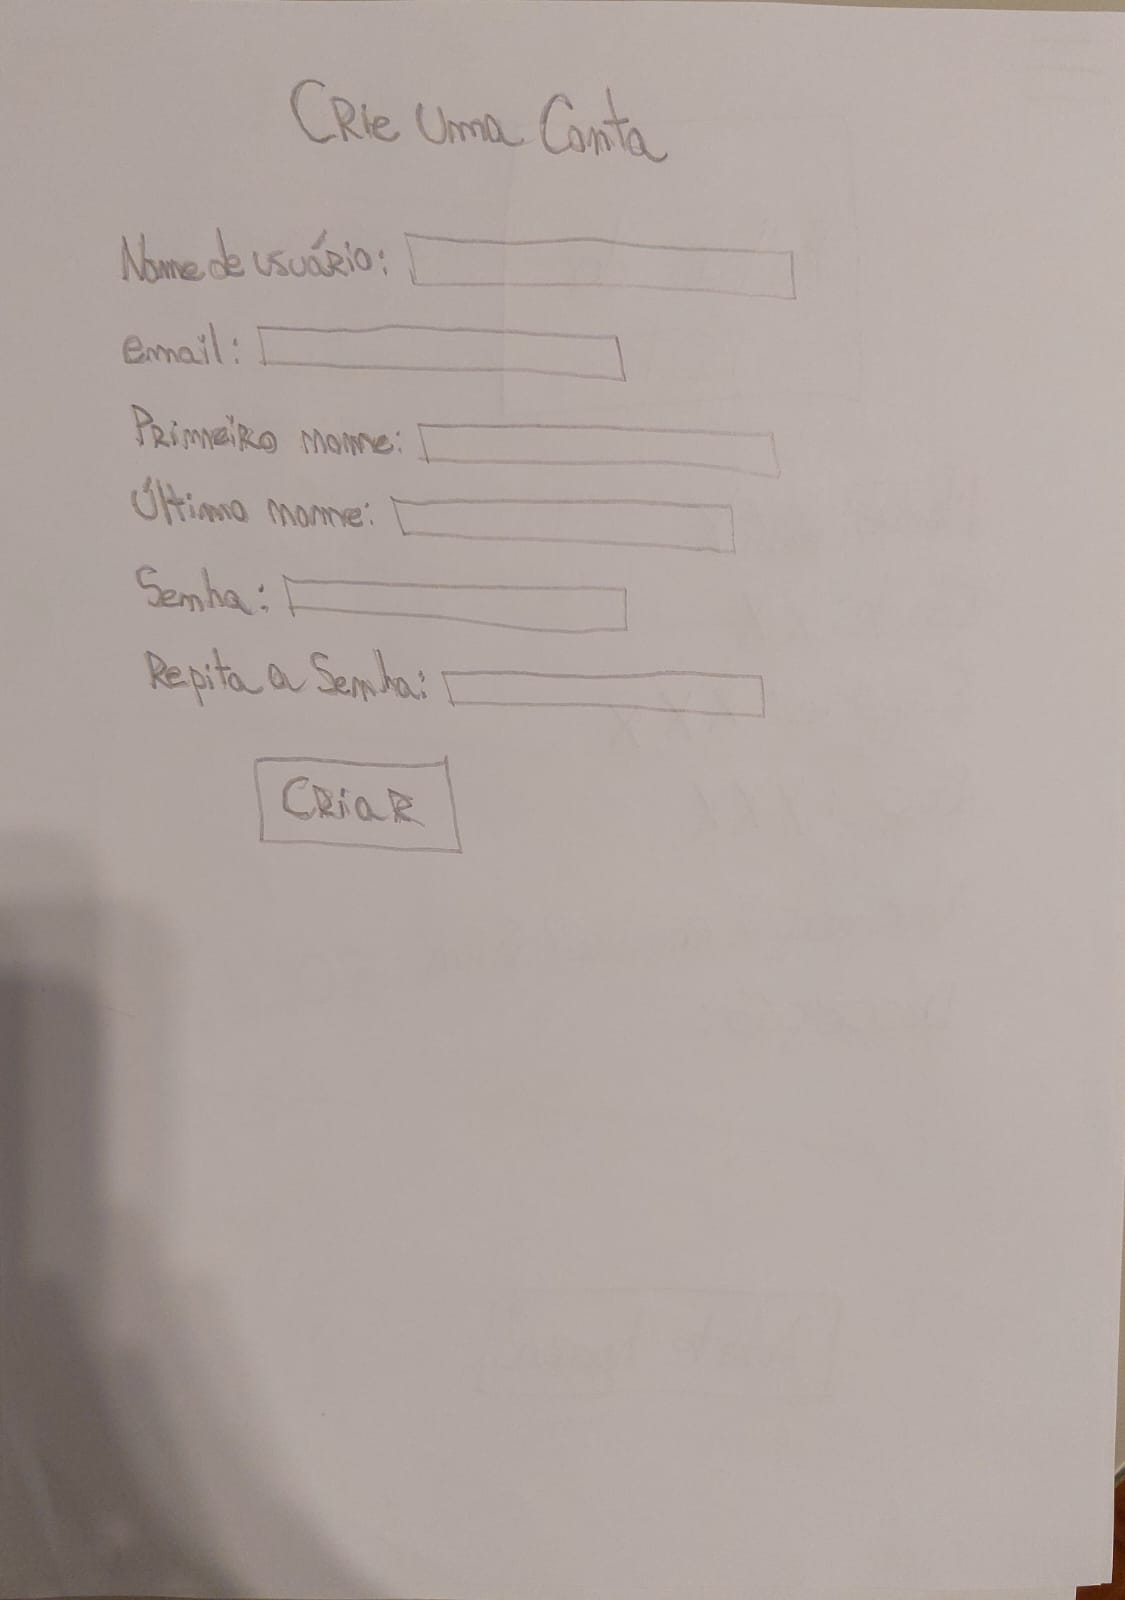 Crie uma Conta
Nome de usuário:
email:
Primeiro nome:
Último nome:
Senha:
Repita a Senha:
Criar